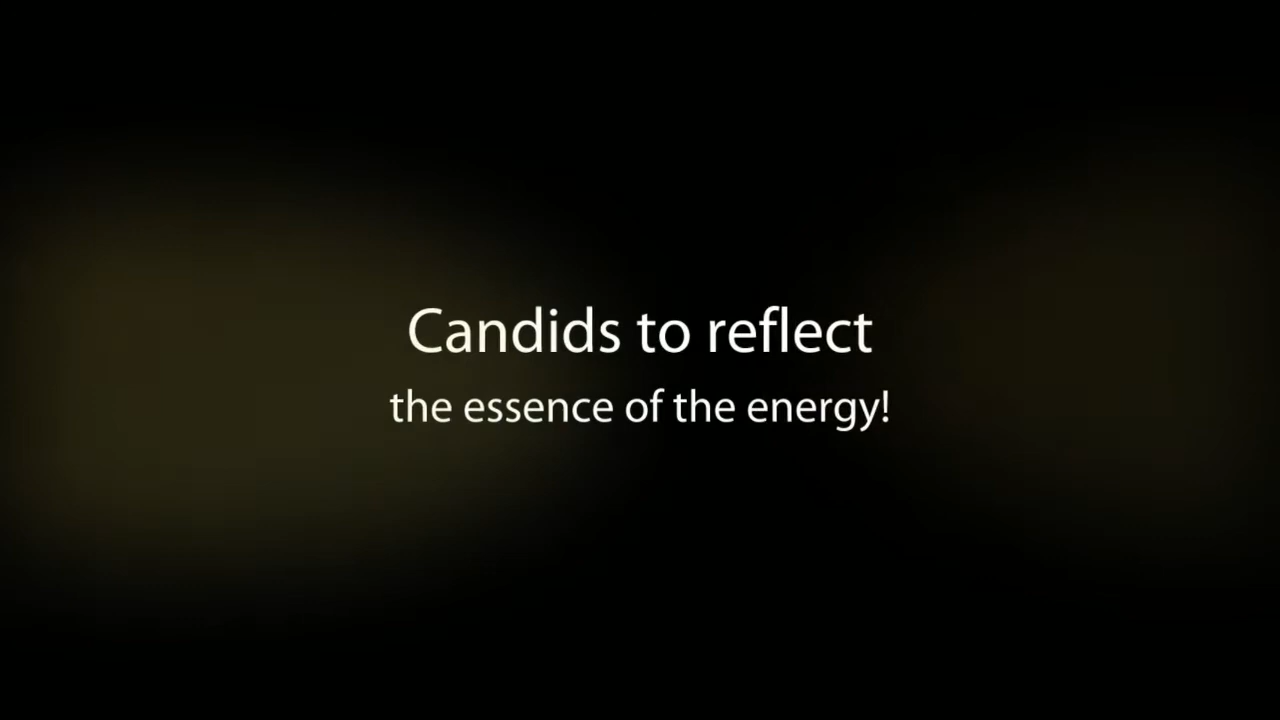 Candids to reflect
the essence of the energy!